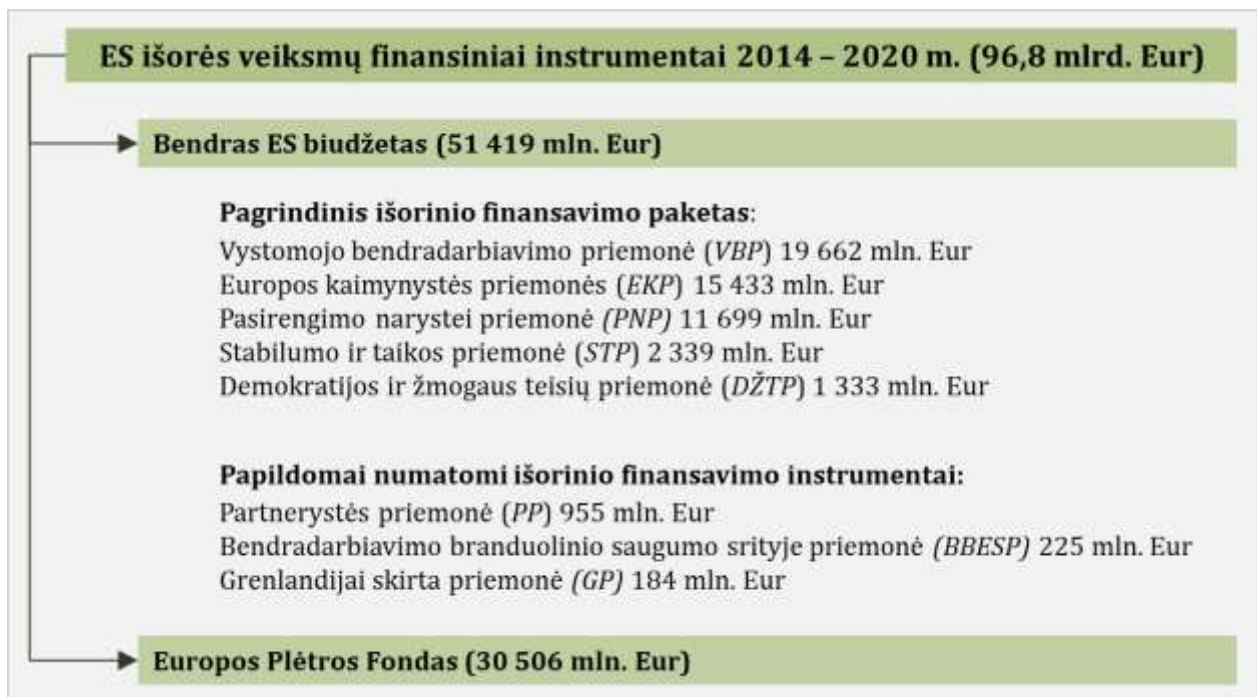 ES išorės veiksmų finansiniai instrumentai 2014 – 2020 m. (96,8 mlrd. Eur)
Bendras ES biudžetas (51 419 mln. Eur)
Pagrindinis išorinio finansavimo paketas:
Vystomojo bendradarbiavimo priemonė (VBP) 19 662 mln. Eur
Europos kaimynystės priemonės (EKP) 15 433 mln. Eur
Pasirengimo narystei priemonė (PNP) 11 699 mln. Eur
Stabilumo ir taikos priemonė (STP) 2 339 mln. Eur
Demokratijos ir žmogaus teisių priemonė (DŽTP) 1 333 mln. Eur
Papildomai numatomi išorinio finansavimo instrumentai:
Partnerystės priemonė (PP) 955 mln. Eur
Bendradarbiavimo branduolinio saugumo srityje priemonė (BBESP) 225 mln. Eur
Grenlandijai skirta priemonė (GP) 184 mln. Eur
Europos Plėtros Fondas (30 506 mln. Eur)